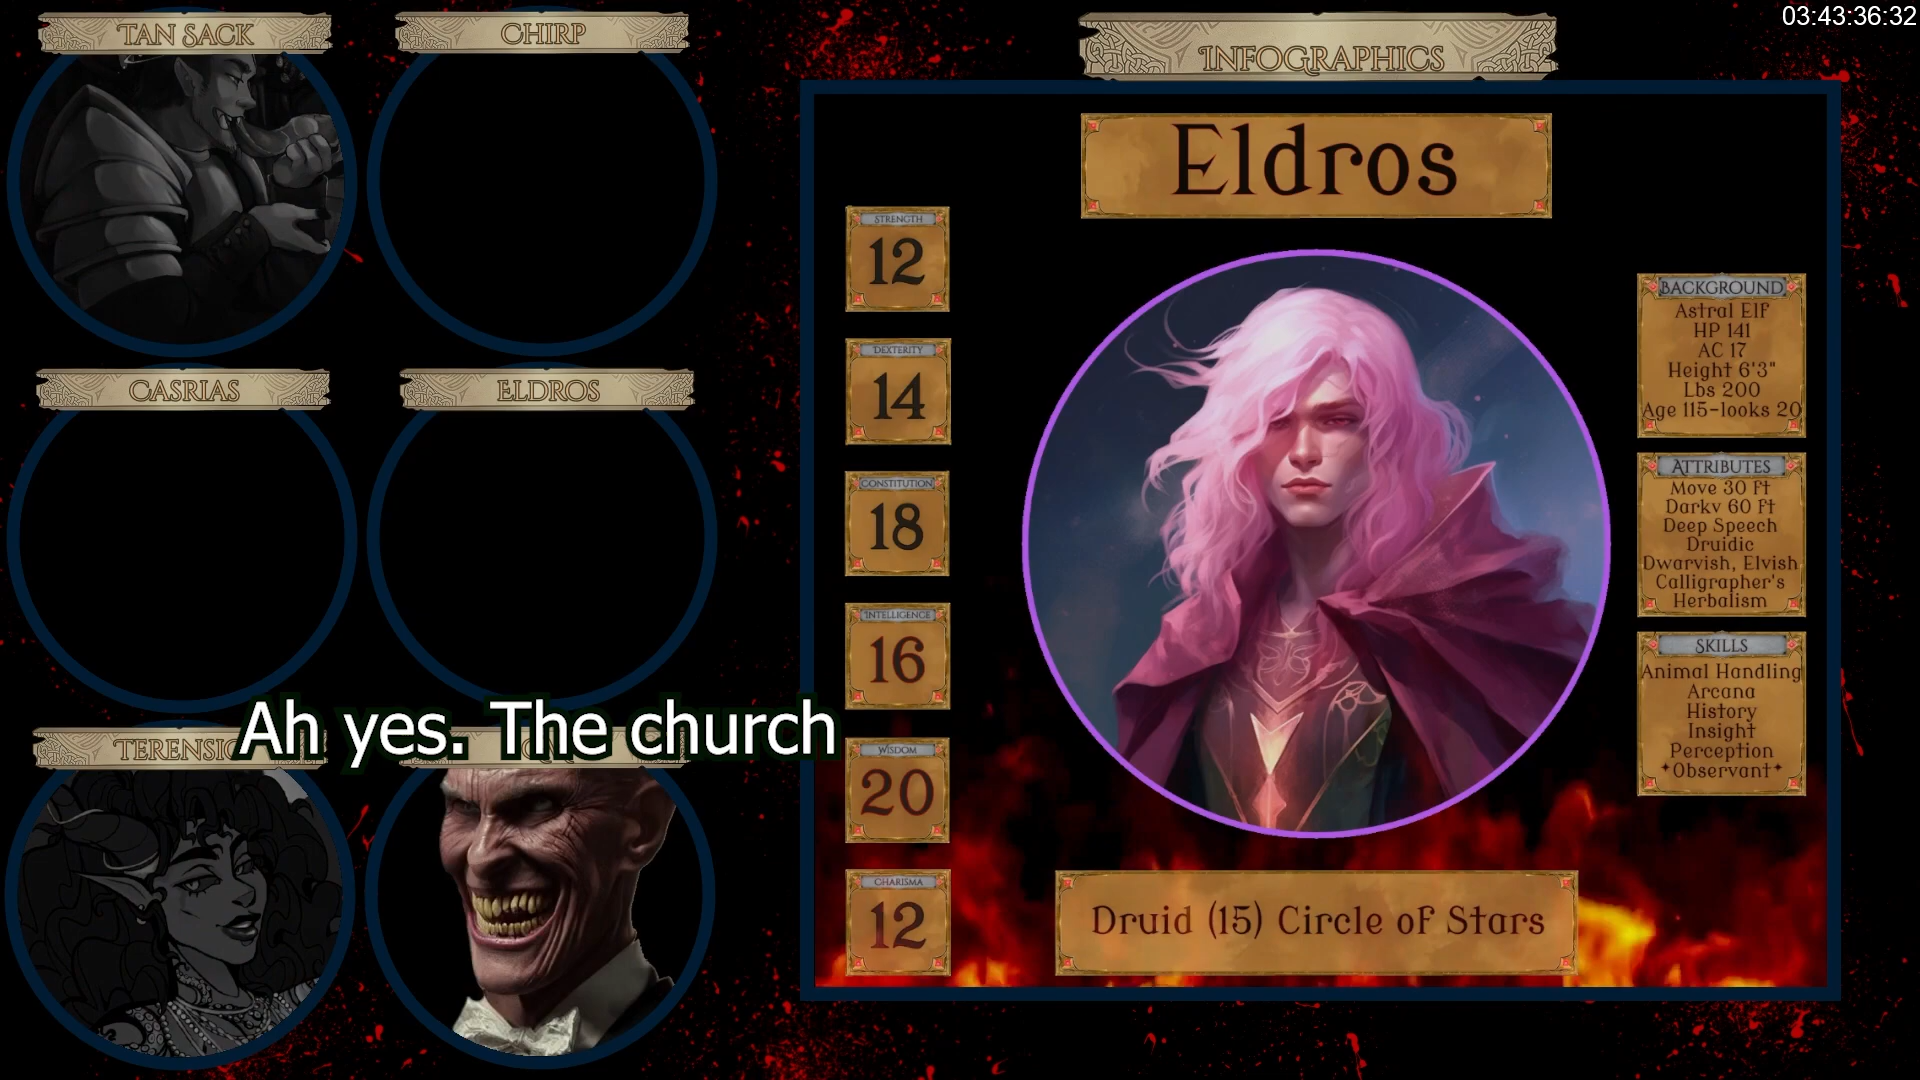 03:43:36:32
TAN SACK
CHIRP
INFOGRAPHICS
Eldros
STRENGTH
12
DEXTERITY
14
CONSTITUTION
18
INTELLIGENCE
16
WISDOM
20
CHARISMA
12
BACKGROUND
Astral Elf
HP 141
AC 17
Height 6'3"
Lbs 200
Age 115-looks 20
ATTRIBUTES
Move 30 ft
Darkv 60 ft
Deep Speech
Druidic
Dwarvish, Elvish
Calligrapher's
Herbalism
SKILLS
Animal Handling
Arcana
History
Insight
Perception
*Observant*
CASRIAS
ELDROS
Ah yes. The church
Druid (15) Circle of Stars